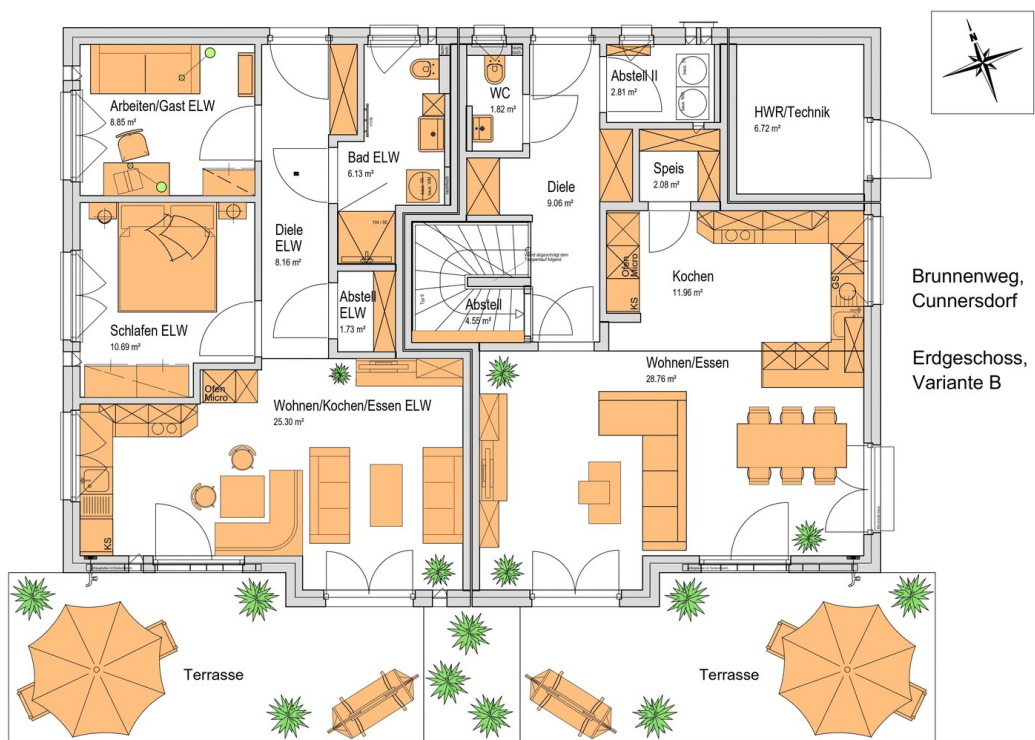 N
Arbeiten/Gast ELW
8.85 m²
Bad ELW
6.13 m²
WC
1.82 m²
Abstell II
2.81 m²
HWR/Technik
6.72 m²
Speis
2.08 m²
Diele
9.06 m²
Diele
ELW
8.16 m²
Schlafen ELW
10.69 m²
Abstell
ELW
1.73 m²
Typ B
Abstell
4.55 m²
Ofen
Micro
KS
Kochen
11.96 m²
GS
Brunnenweg,
Cunnersdorf
Erdgeschoss,
Variante B
Ofen
Micro
Wohnen/Kochen/Essen ELW
25.30 m²
KS
Wohnen/Essen
28.76 m²
Terrasse
Terrasse